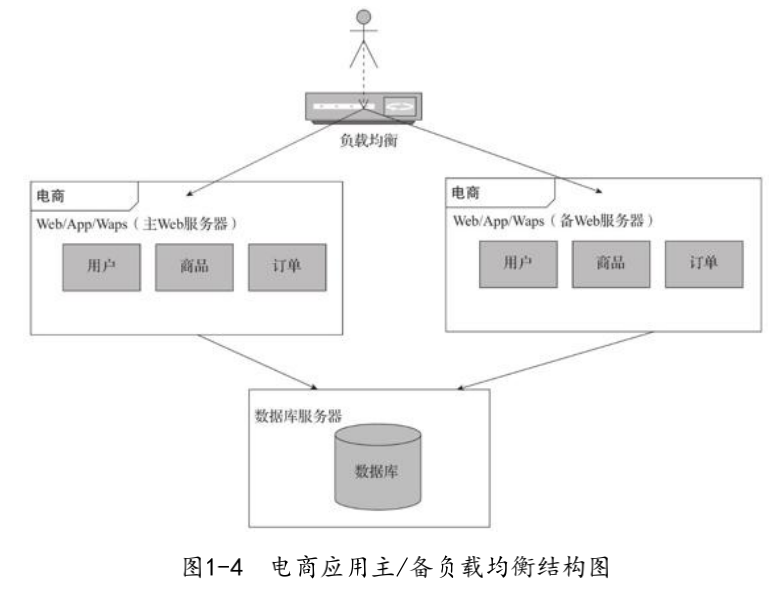 负载均衡
电商
Web/App/Waps（主Web服务器）
用户
商品
订单
电商
Web/App/Waps（备Web服务器）
用户
商品
订单
数据库服务器
数据库
图1-4 电商应用主/备负载均衡结构图